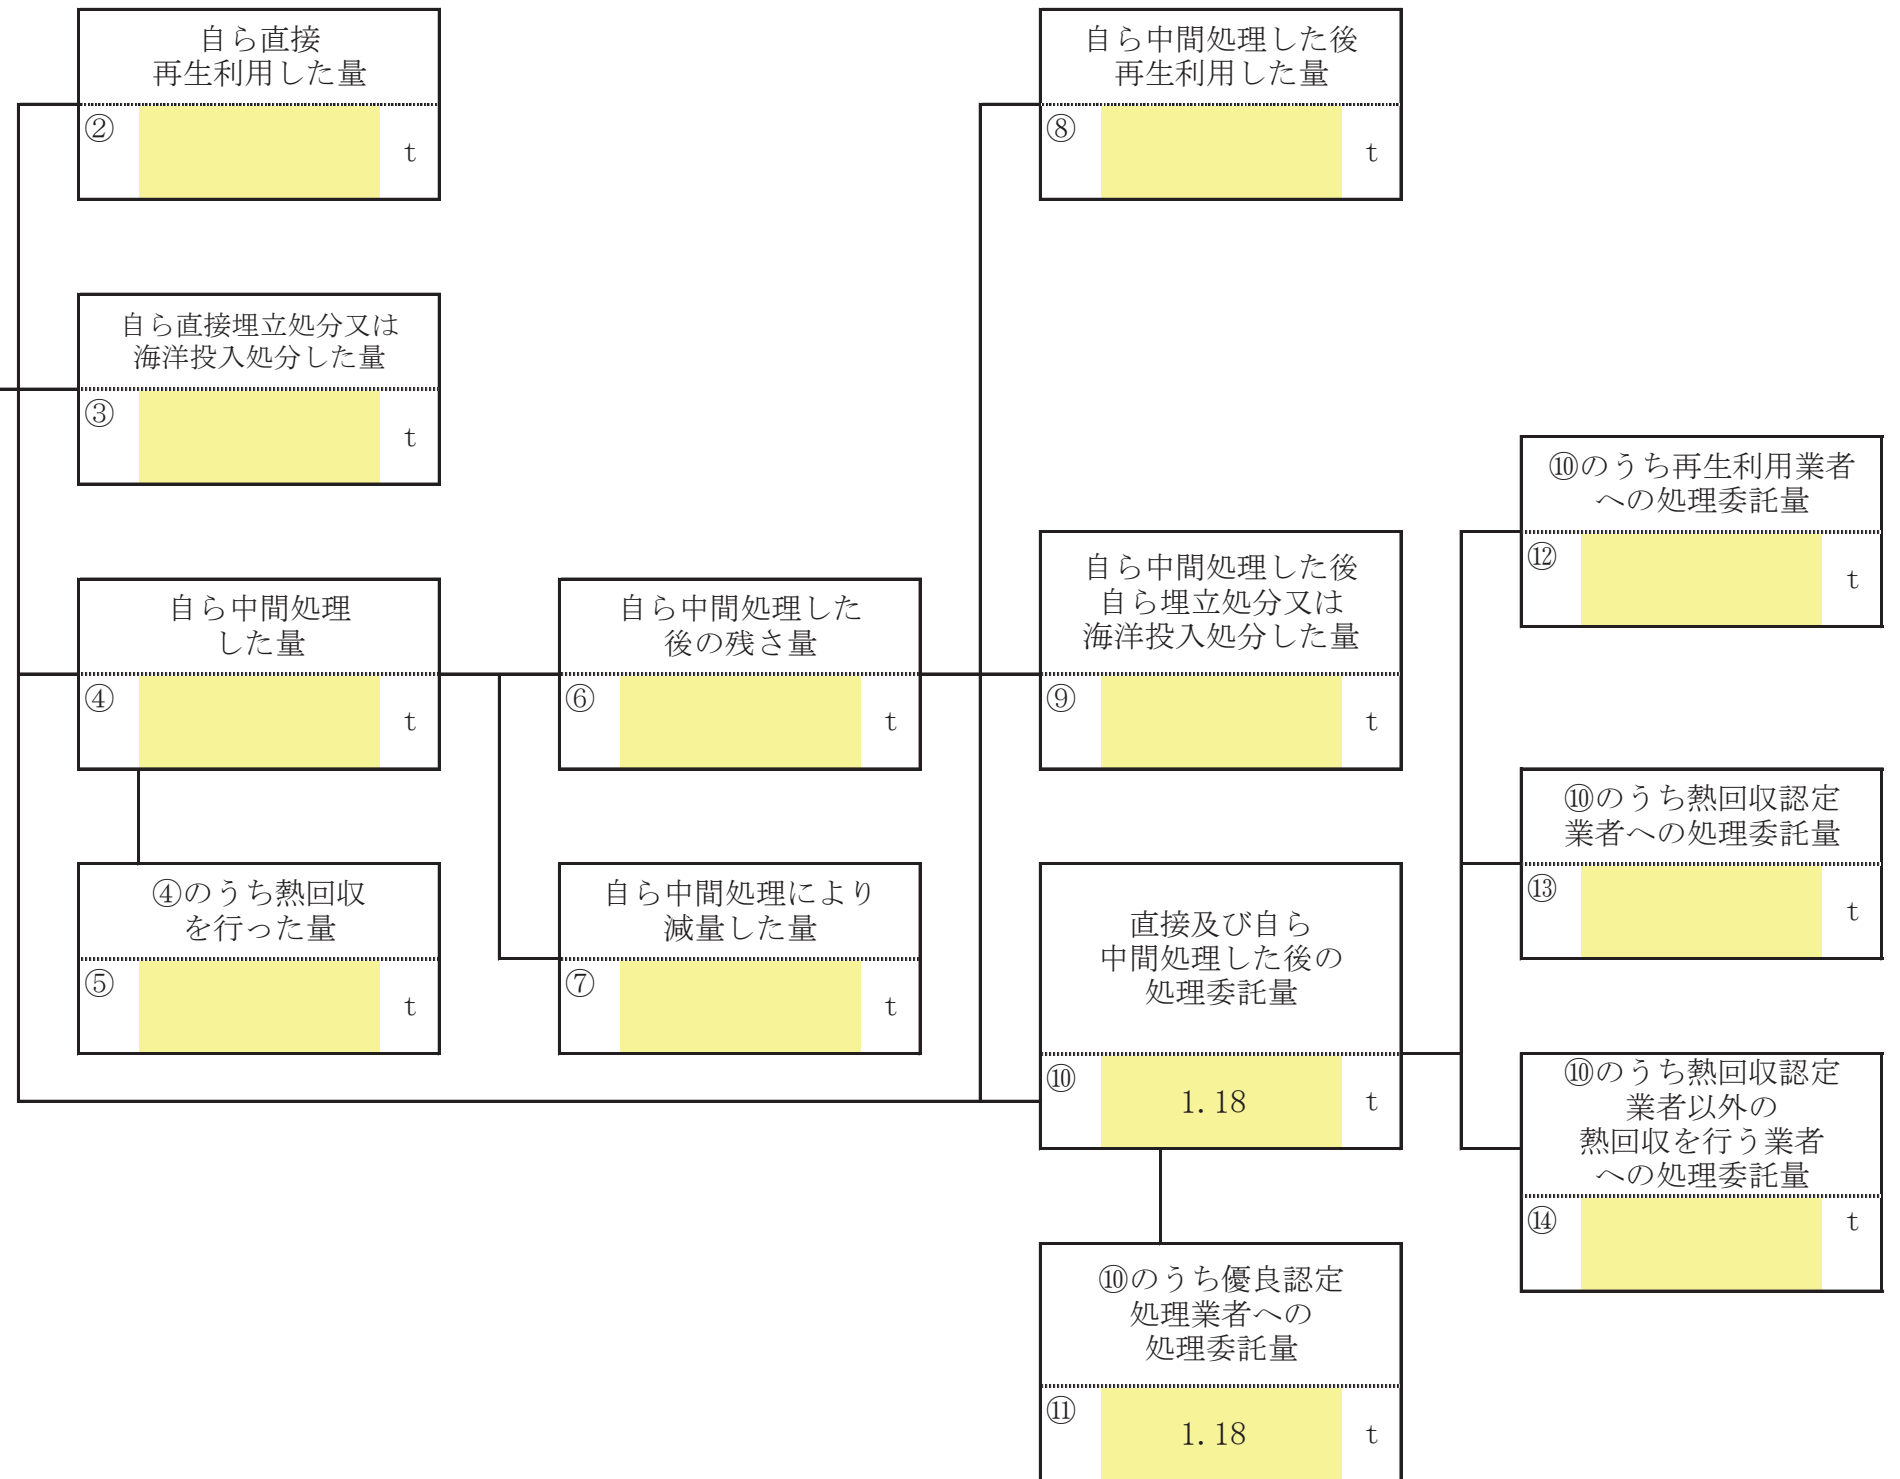 自ら直接
再生利用した量
②
t
自ら直接埋立処分又は
海洋投入処分した量
③
t
自ら中間処理
した量
④
t
④のうち熱回収
を行った量
⑤
t
自ら中間処理した
後の残さ量
⑥
t
自ら中間処理により
減量した量
⑦
t
自ら中間処理した後
再生利用した量
⑧
t
自ら中間処理した後
自ら埋立処分又は
海洋投入処分した量
⑨
t
直接及び自ら
中間処理した後の
処理委託量
⑩ 1.18 t
⑩のうち優良認定
処理業者への
処理委託量
⑪ 1.18 t
⑩のうち再生利用業者
への処理委託量
⑫
t
⑩のうち熱回収認定
業者への処理委託量
⑬
t
⑩のうち熱回収認定
業者以外の
熱回収を行う業者
への処理委託量
⑭
t